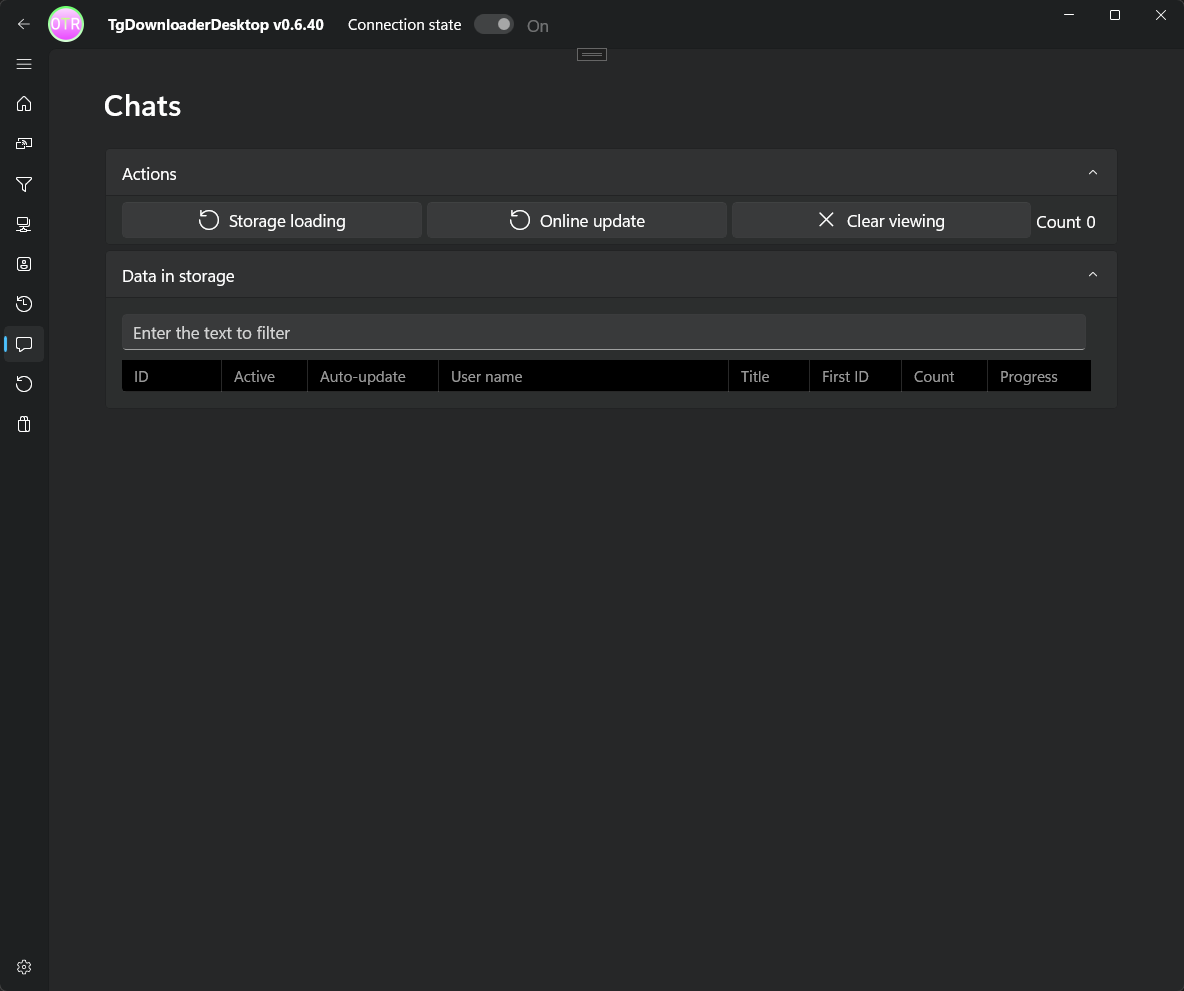 OTR
TgDownloaderDesktop v0.6.40 Connection state On
Chats
Actions
Storage loading Online update Clear viewing Count 0
Data in storage
Enter the text to filter
ID Active Auto-update User name Title First ID Count Progress